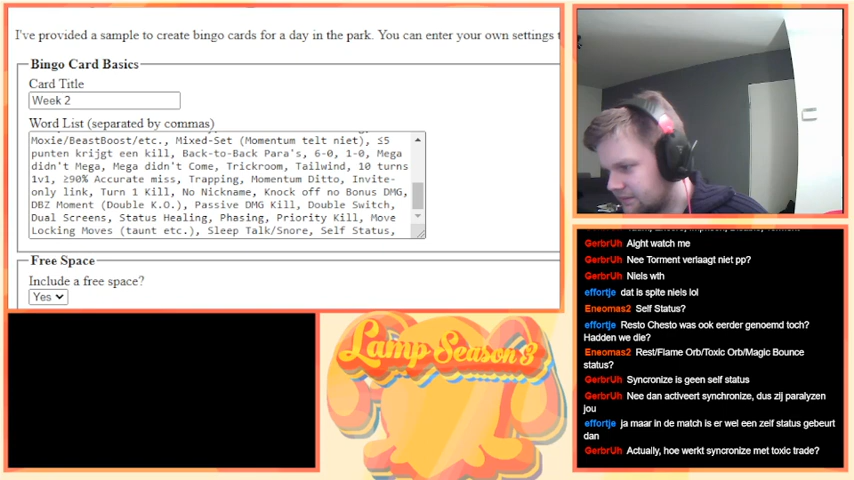 I've provided a sample to create bingo cards for a day in the park. You can enter your own settings t
Bingo Card Basics
Card Title
Week 2
Word List (separated by commas)
Moxie/BeastBoost/etc., Mixed-Set (Momentum telt niet), ≤5
punten krijgt een kill, Back-to-Back Para's, 6-0, 1-0, Mega
didn't Mega, Mega didn't Come, Trickroom, Tailwind, 10 turns
1v1, ≥90% Accurate miss, Trapping, Momentum Ditto, Invite-
only link, Turn 1 Kill, No Nickname, Knock off no Bonus DMG,
DBZ Moment (Double K.O.), Passive DMG Kill, Double Switch,
Dual Screens, Status Healing, Phasing, Priority Kill, Move
Locking Moves (taunt etc.), Sleep Talk/Snore, Self Status,
Free Space
Include a free space?
Yes
Lamp Season 3
GerbrUh Aight watch me
GerbrUh Nee Torment verlaagt niet pp?
GerbrUh Niels wth
effortje dat is spite niels lol
Eneomas2 Self Status?
effortje Resto Chesto was ook eerder genoemd toch?
Hadden we die?
Eneomas2 Rest/Flame Orb/Toxic Orb/Magic Bounce
status?
GerbrUh Syncronize is geen self status
GerbrUh Nee dan activeert synchronize, dus zij paralyzen
jou
effortje ja maar in de match is er wel een zelf status gebeurt
dan
GerbrUh Actually, hoe werkt syncronize met toxic trade?